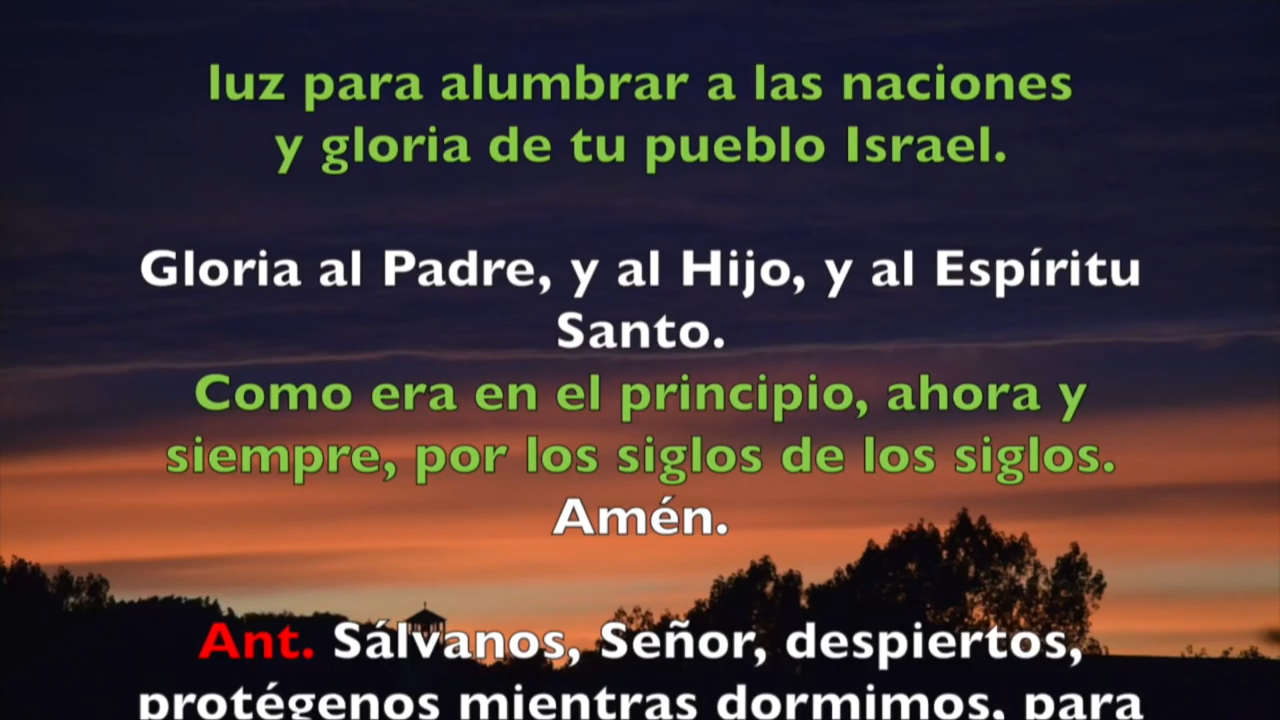 luz para alumbrar a las naciones
y gloria de tu pueblo Israel.
Gloria al Padre, y al Hijo, y al Espíritu
Santo.
Como era en el principio, ahora y
siempre, por los siglos de los siglos.
Amén.
Ant. Sálvanos, Señor, despiertos,
protégenos mientras dormimos, para